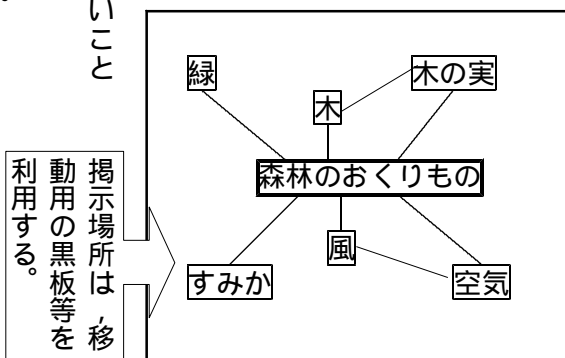 いこと
緑
木の実
木
森林のおくりもの
風
すみか
空気
掲示場所は，移
動用の黒板等を
利用する。